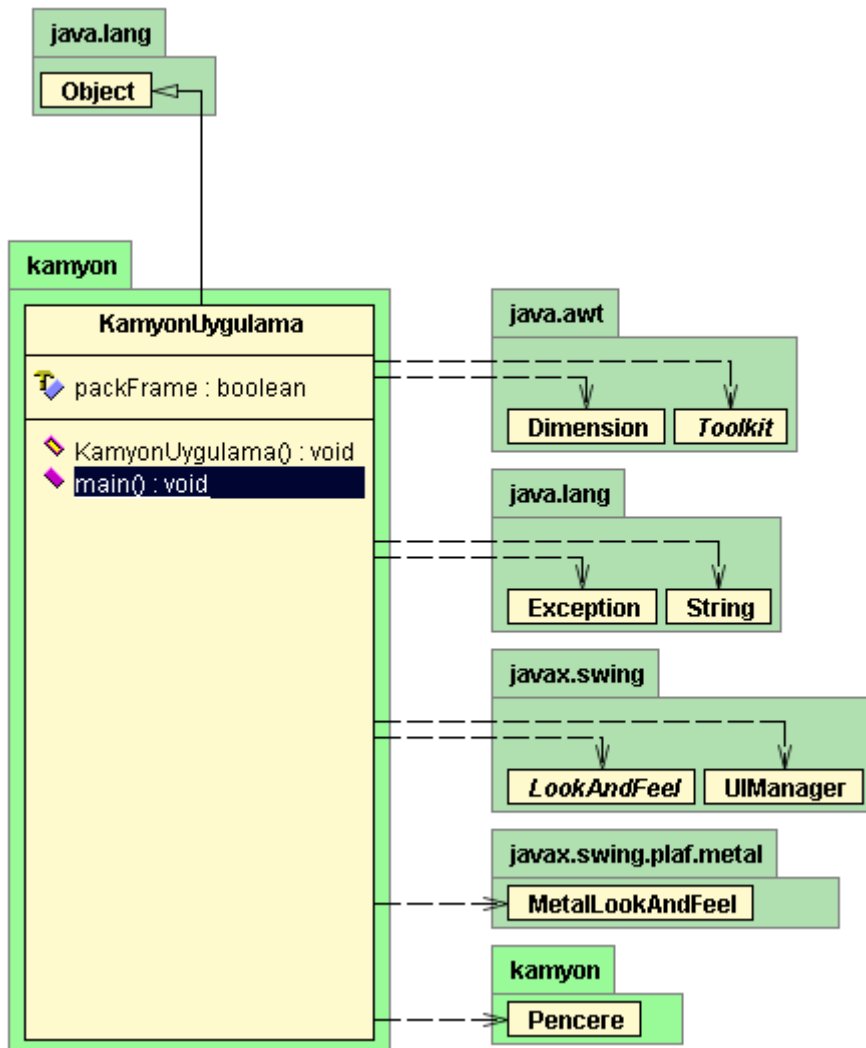 java.lang
Object
kamyon
KamyonUygulama
packFrame : boolean
KamyonUygulama() : void
main() : void
java.awt
Dimension
Toolkit
java.lang
Exception
String
javax.swing
LookAndFeel
UIManager
javax.swing.plaf.metal
MetalLookAndFeel
kamyon
Pencere